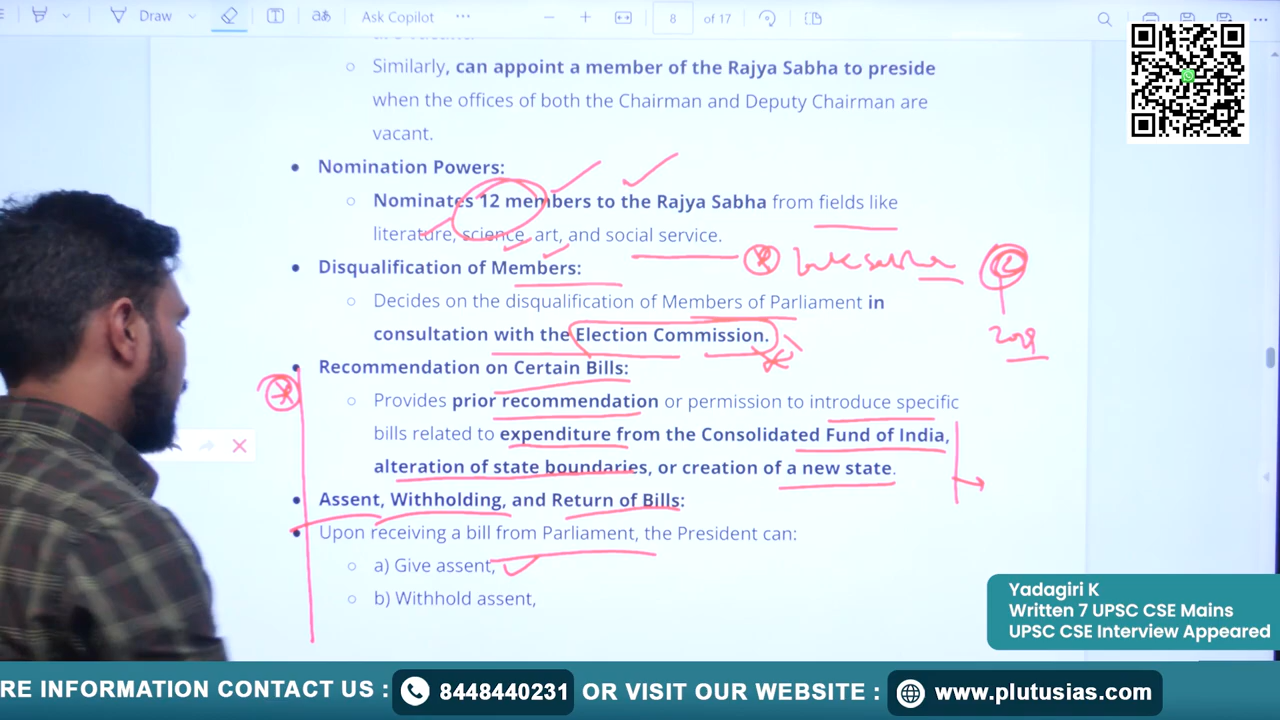 Draw
Ask Copilot
8
of 17
Similarly, can appoint a member of the Rajya Sabha to preside
when the offices of both the Chairman and Deputy Chairman are
vacant.
Nomination Powers:
Nominates 12 members to the Rajya Sabha from fields like
literature, science, art, and social service.
Lok sabha
Disqualification of Members:
Decides on the disqualification of Members of Parliament in
consultation with the Election Commission.
Recommendation on Certain Bills:
Provides prior recommendation or permission to introduce specific
bills related to expenditure from the Consolidated Fund of India,
alteration of state boundaries, or creation of a new state.
Assent, Withholding, and Return of Bills:
Upon receiving a bill from Parliament, the President can:
a) Give assent,
b) Withhold assent,
Yadagiri K
Written 7 UPSC CSE Mains
UPSC CSE Interview Appeared
RE INFORMATION CONTACT US : 8448440231 OR VISIT OUR WEBSITE : www.plutusias.com